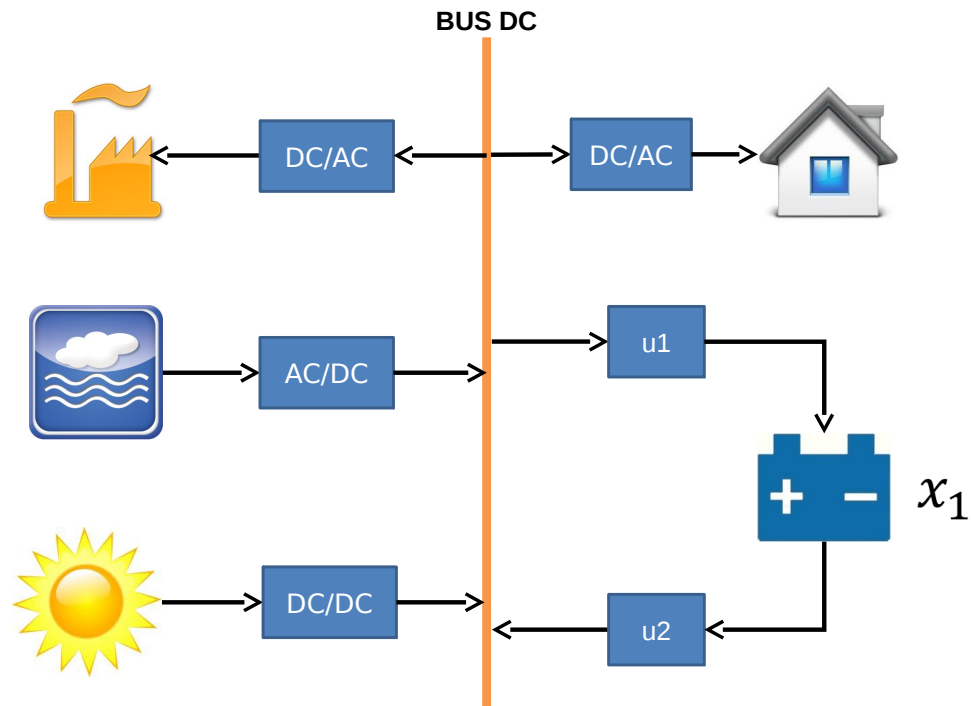 BUS DC
DC/AC
DC/AC
AC/DC
u1
+ −
x₁
DC/DC
u2